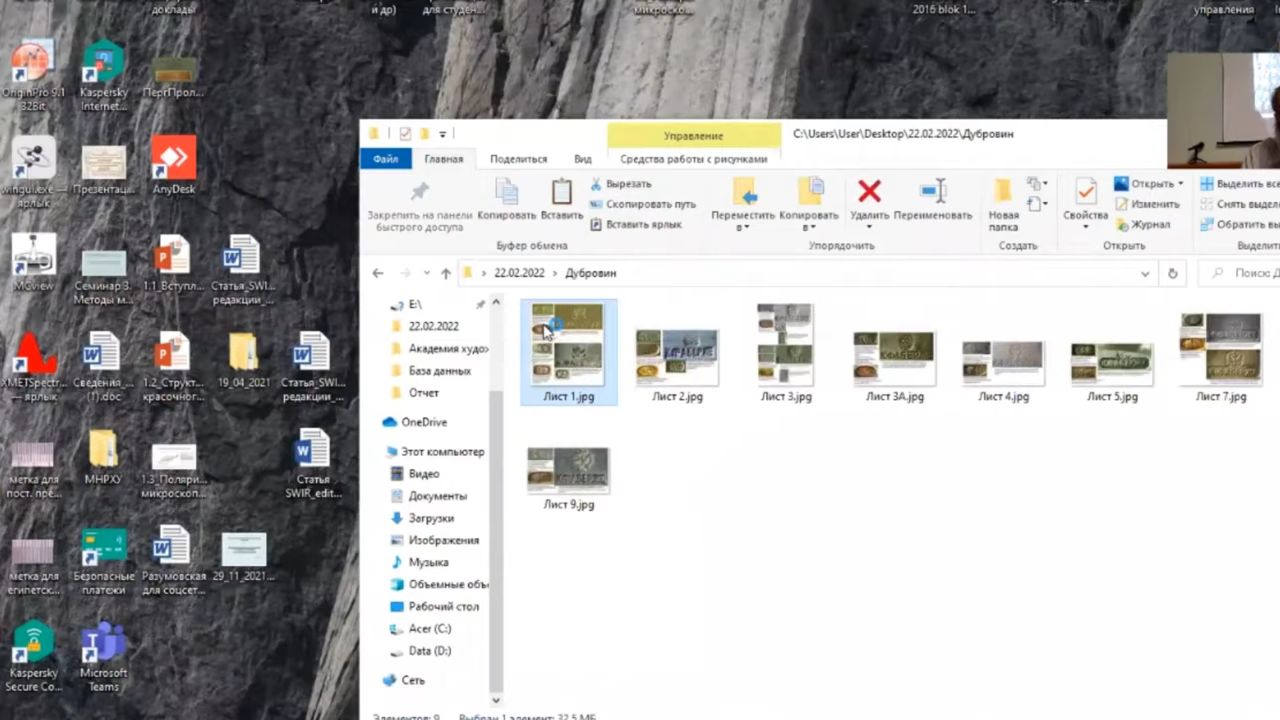 доклады
и др)
для студен...
микроско...
2016 blok 1...
управления
OriginPro 9.1
32Bit
Kaspersky
Internet...
ПергПрол...
wingui.exe —
ярлык
Презентац...
AnyDesk
MCview
Семинар 3.
Методы м...
1.1_Вступл...
Статья_SWI...
редакции_...
XMETSpectr...
— ярлык
Сведения_...
(1).doc
1.2_Структ...
красочног...
19_04_2021
Статья_SWI...
редакции_...
метка для
пост. пре...
МНРХУ
1.3_Поляри...
микроскоп...
Статья
SWIR_edit...
метка для
египетск...
Безопасные
платежи
Разумовская
для соцсет...
29_11_2021...
Kaspersky
Secure Co...
Microsoft
Teams
Управление
C:\Users\User\Desktop\22.02.2022\Дубровин
Файл
Главная
Поделиться
Вид
Средства работы с рисунками
Закрепить на панели
быстрого доступа
Копировать
Вставить
Вырезать
Скопировать путь
Вставить ярлык
Буфер обмена
Переместить
в
Копировать
в
Удалить
Переименовать
Упорядочить
Новая
папка
Создать
Свойства
Открыть
Изменить
Журнал
Открыть
Выделить все
Снять выдел
Обратить вы
Выделить
22.02.2022
Дубровин
Поиск: Д
E:\
22.02.2022
Академия худо
База данных
Отчет
OneDrive
Этот компьютер
Видео
Документы
Загрузки
Изображения
Музыка
Объемные объ
Рабочий стол
Acer (C:)
Data (D:)
Сеть
Лист 1.jpg
Лист 2.jpg
Лист 3.jpg
Лист 3А.jpg
Лист 4.jpg
Лист 5.jpg
Лист 7.jpg
Лист 9.jpg
Элементов: 9
Выбран 1 элемент: 32,5 МБ